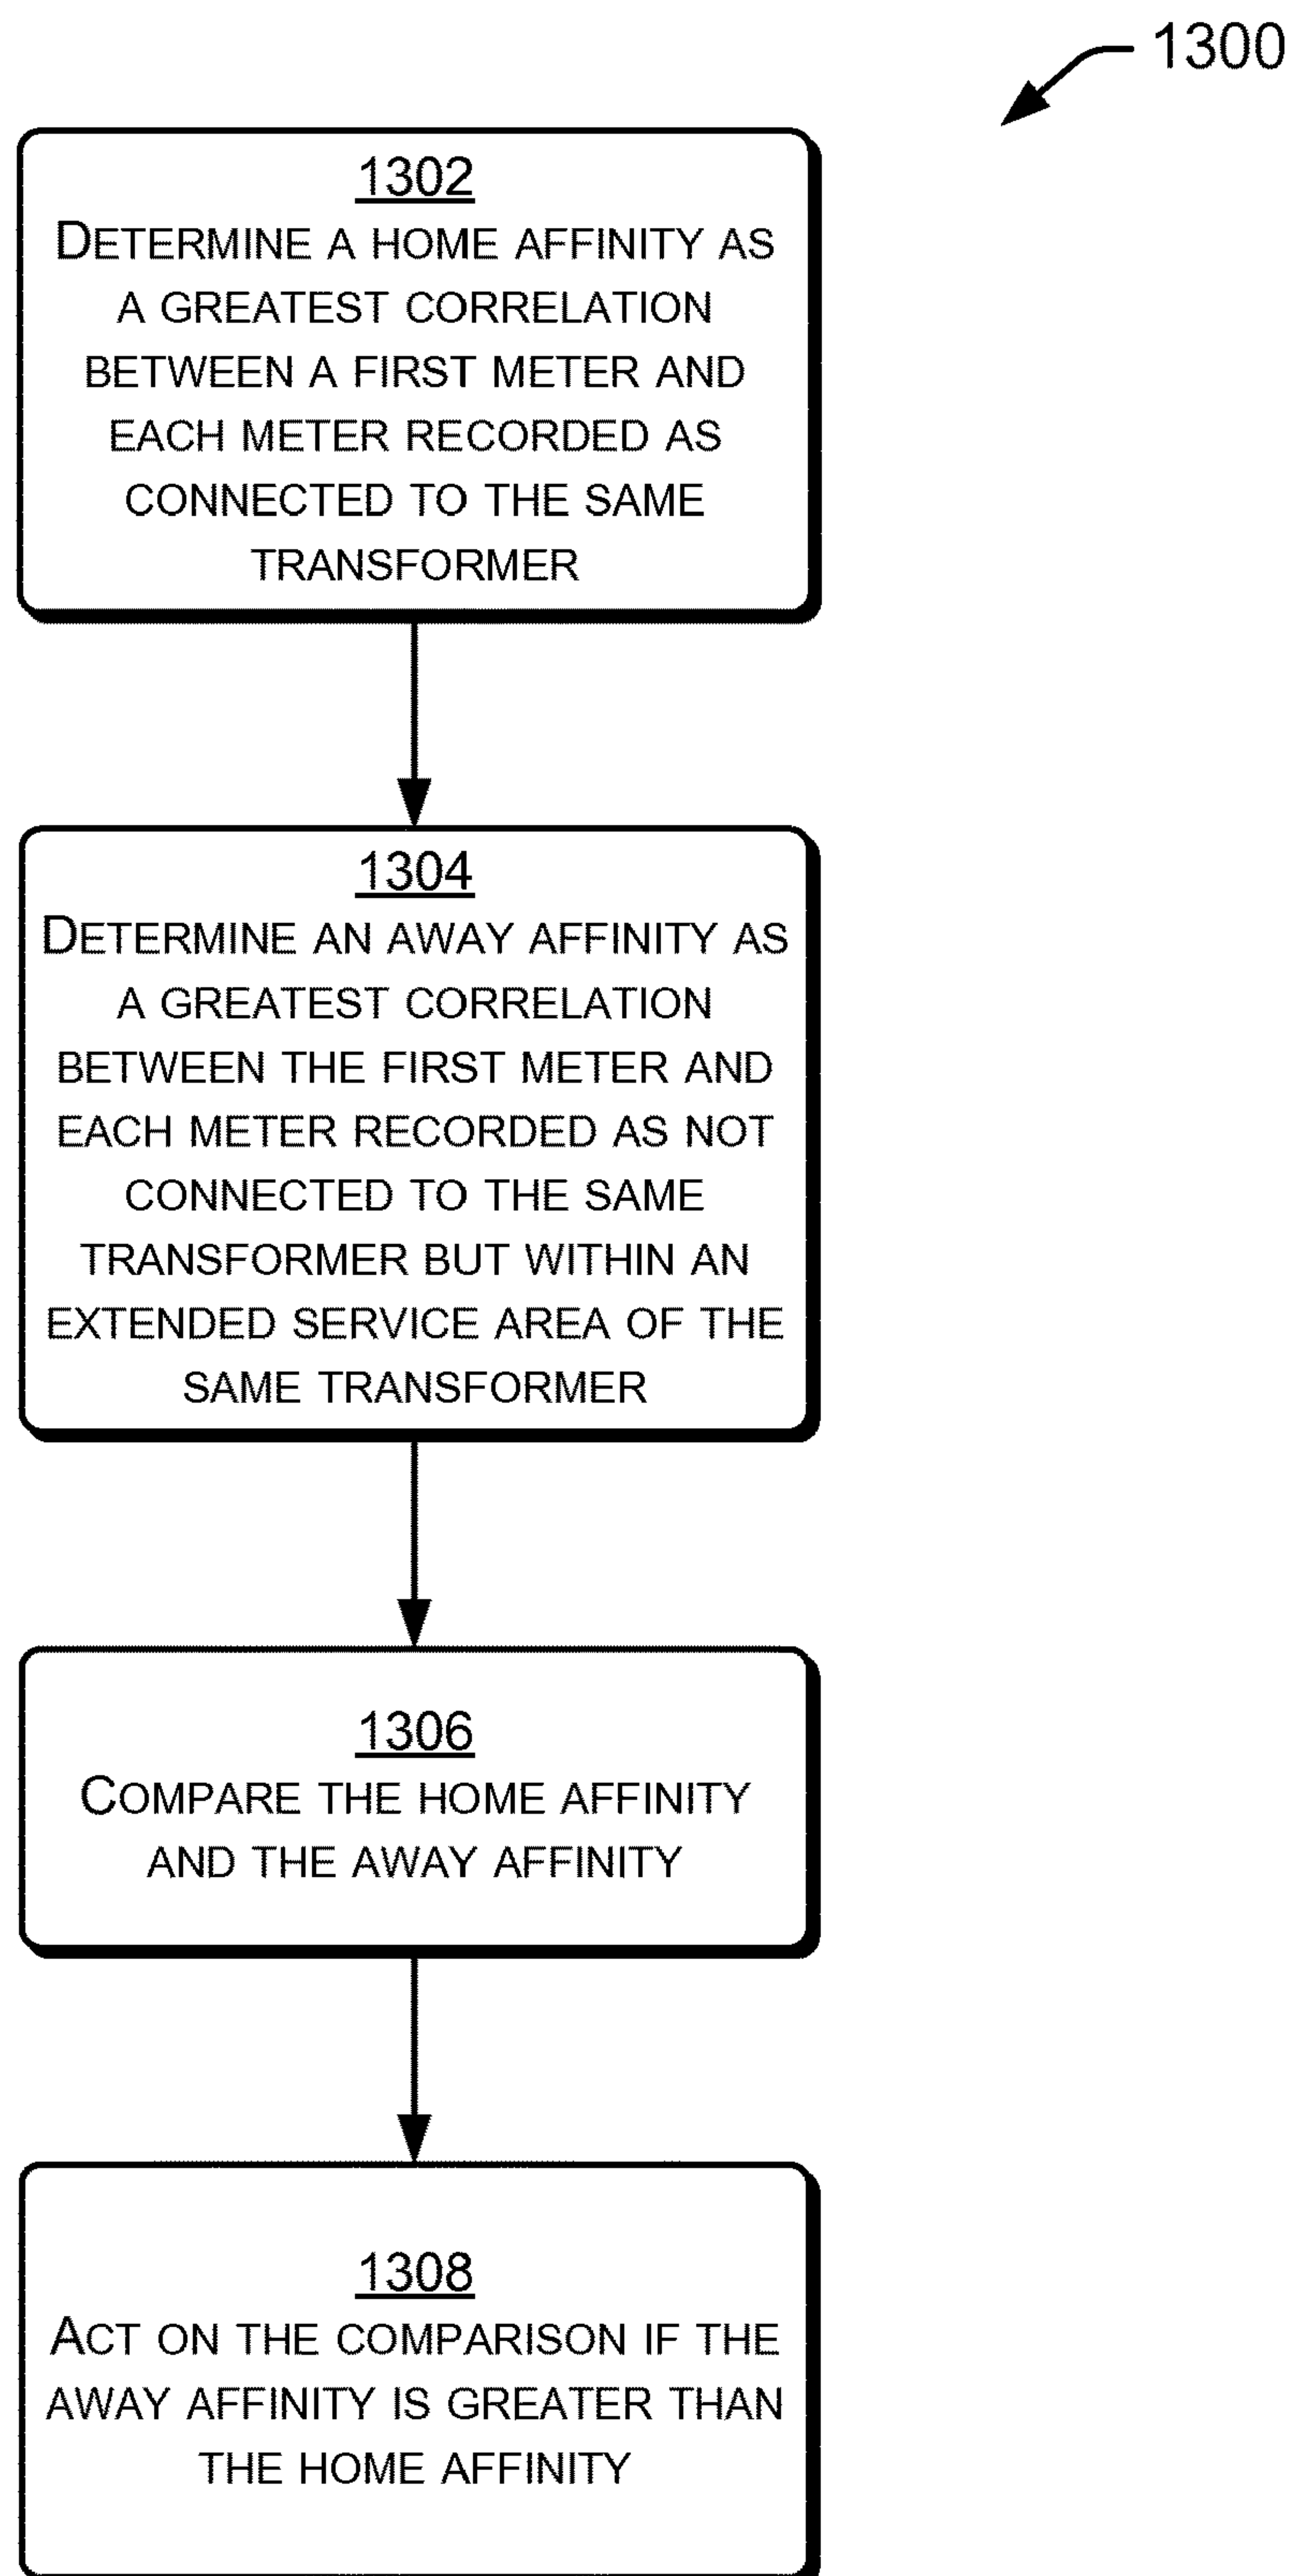 1300
1302
DETERMINE A HOME AFFINITY AS
A GREATEST CORRELATION
BETWEEN A FIRST METER AND
EACH METER RECORDED AS
CONNECTED TO THE SAME
TRANSFORMER
1304
DETERMINE AN AWAY AFFINITY AS
A GREATEST CORRELATION
BETWEEN THE FIRST METER AND
EACH METER RECORDED AS NOT
CONNECTED TO THE SAME
TRANSFORMER BUT WITHIN AN
EXTENDED SERVICE AREA OF THE
SAME TRANSFORMER
1306
COMPARE THE HOME AFFINITY
AND THE AWAY AFFINITY
1308
ACT ON THE COMPARISON IF THE
AWAY AFFINITY IS GREATER THAN
THE HOME AFFINITY